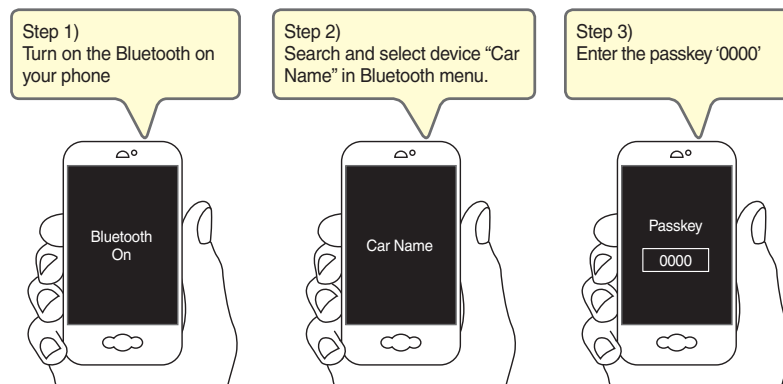 Step 1)
Turn on the Bluetooth on
your phone
Step 2)
Search and select device “Car
Name” in Bluetooth menu.
Step 3)
Enter the passkey ‘0000’
Bluetooth
On
Car Name
Passkey
0000